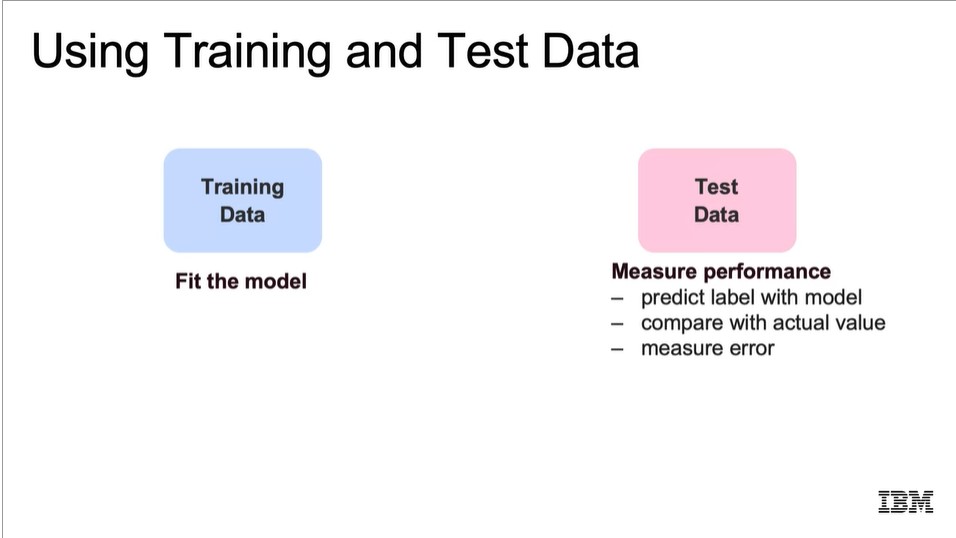 Using Training and Test Data
Training
Data
Fit the model
Test
Data
Measure performance
– predict label with model
– compare with actual value
– measure error
IBM